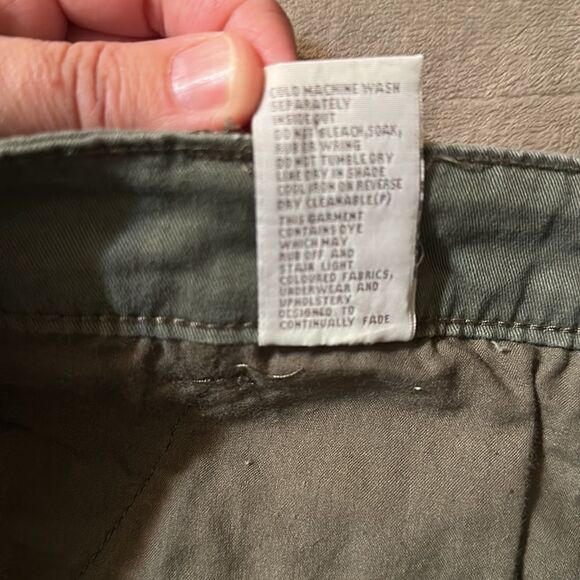 COLD MACHINE WASH
SEPARATELY
INSIDE OUT
DO NOT BLEACH, SOAK,
RUB OR WRING
DO NOT TUMBLE DRY
LINE DRY IN SHADE
COOL IRON ON REVERSE
DRY CLEANABLE(P)
THIS GARMENT
CONTAINS DYE
WHICH MAY
RUB OFF AND
STAIN LIGHT
COLOURED FABRICS,
UNDERWEAR AND
UPHOLSTERY
DESIGNED TO
CONTINUALLY FADE